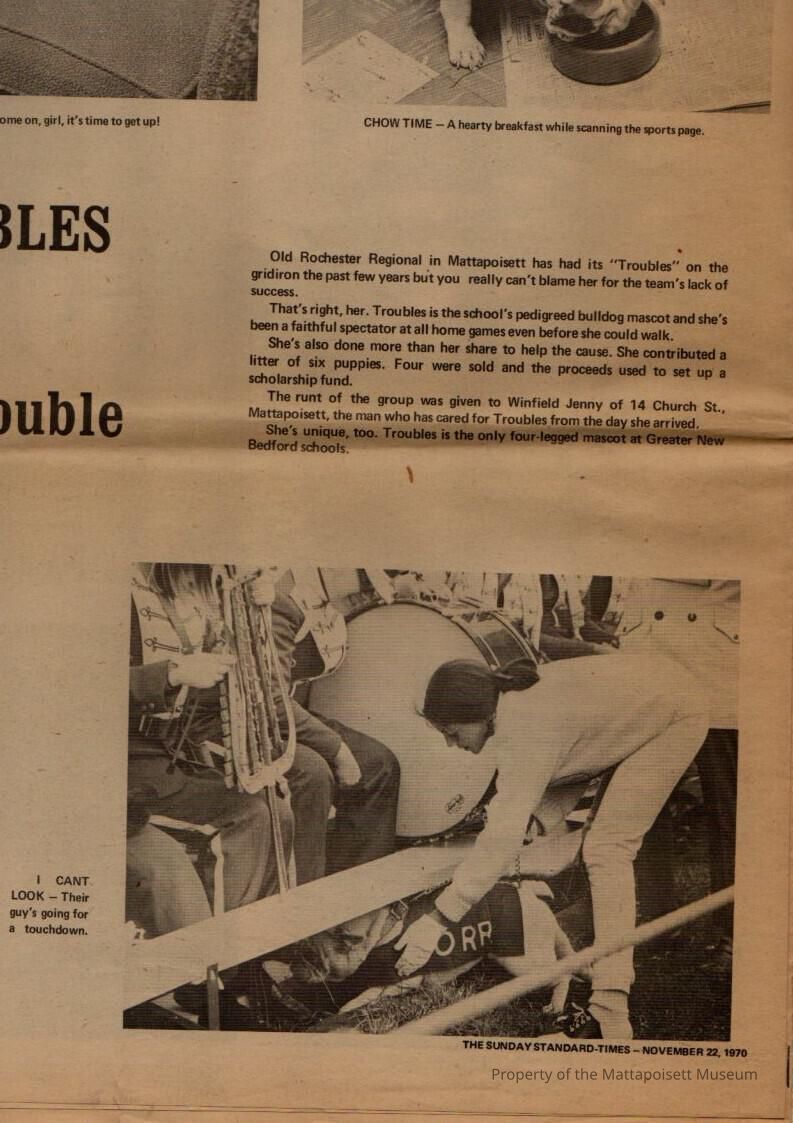 ome on, girl, it's time to get up!
CHOW TIME — A hearty breakfast while scanning the sports page.
BLES
Old Rochester Regional in Mattapoisett has had its "Troubles" on the
gridiron the past few years but you really can't blame her for the team's lack of
success.
That's right, her. Troubles is the school's pedigreed bulldog mascot and she's
been a faithful spectator at all home games even before she could walk.
She's also done more than her share to help the cause. She contributed a
litter of six puppies. Four were sold and the proceeds used to set up a
scholarship fund.
The runt of the group was given to Winfield Jenny of 14 Church St.,
Mattapoisett, the man who has cared for Troubles from the day she arrived.
She's unique, too. Troubles is the only four-legged mascot at Greater New
Bedford schools.
ouble
I CANT
LOOK — Their
guy's going for
a touchdown.
ORR
THE SUNDAY STANDARD-TIMES — NOVEMBER 22, 1970
Property of the Mattapoisett Museum